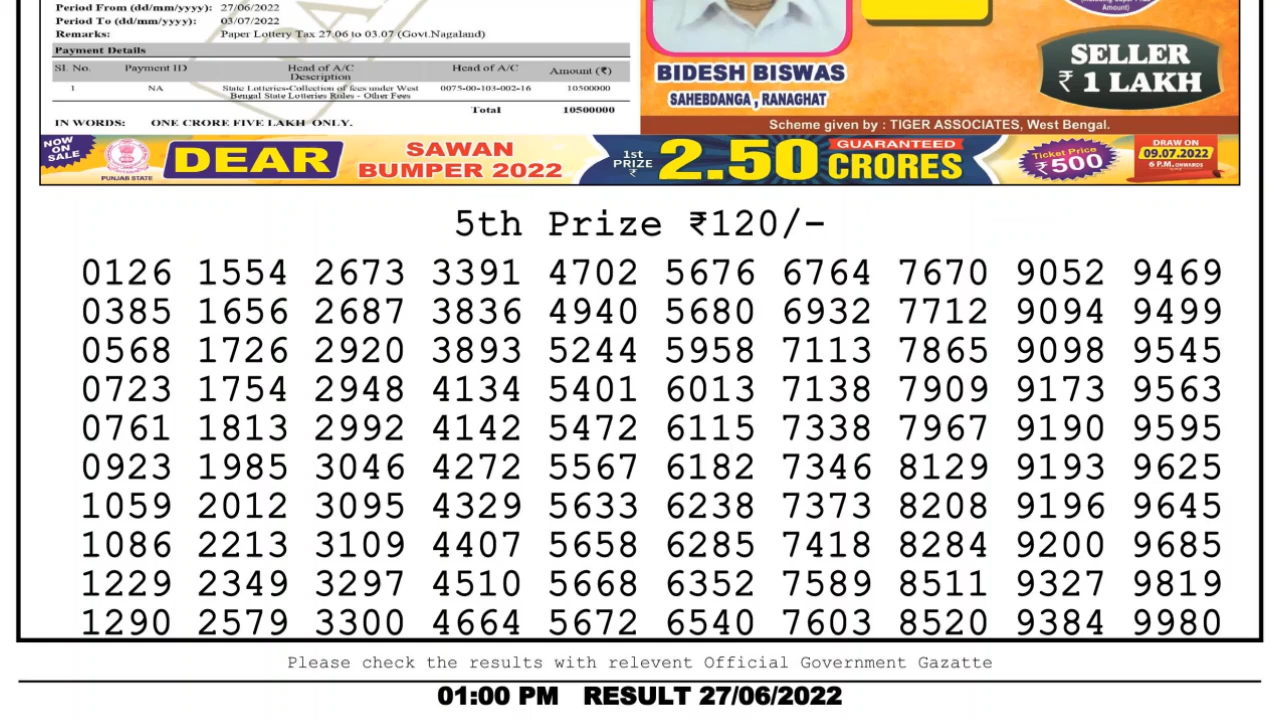 Period From (dd/mm/yyyy): 27/06/2022
Period To (dd/mm/yyyy): 03/07/2022
Remarks: Paper Lottery Tax 27.06 to 03.07 (Govt.Nagaland)
Payment Details
Sl. No. Payment ID Head of A/C Description Head of A/C Amount (₹)
1 NA State Lotteries-Collection of fees under West Bengal State Lotteries Rules - Other Fees 0075-00-103-002-16 10500000
Total 10500000
IN WORDS: ONE CRORE FIVE LAKH ONLY.
BIDESH BISWAS
SAHEBDANGA, RANAGHAT
SELLER
₹ 1 LAKH
Scheme given by : TIGER ASSOCIATES, West Bengal.
NOW ON SALE
PUNJAB STATE
DEAR
SAWAN
BUMPER 2022
1st PRIZE ₹
2.50
GUARANTEED
CRORES
Ticket Price
₹500
DRAW ON
09.07.2022
6 P.M. ONWARDS
5th Prize ₹120/-
0126 1554 2673 3391 4702 5676 6764 7670 9052 9469
0385 1656 2687 3836 4940 5680 6932 7712 9094 9499
0568 1726 2920 3893 5244 5958 7113 7865 9098 9545
0723 1754 2948 4134 5401 6013 7138 7909 9173 9563
0761 1813 2992 4142 5472 6115 7338 7967 9190 9595
0923 1985 3046 4272 5567 6182 7346 8129 9193 9625
1059 2012 3095 4329 5633 6238 7373 8208 9196 9645
1086 2213 3109 4407 5658 6285 7418 8284 9200 9685
1229 2349 3297 4510 5668 6352 7589 8511 9327 9819
1290 2579 3300 4664 5672 6540 7603 8520 9384 9980
Please check the results with relevent Official Government Gazatte
01:00 PM RESULT 27/06/2022